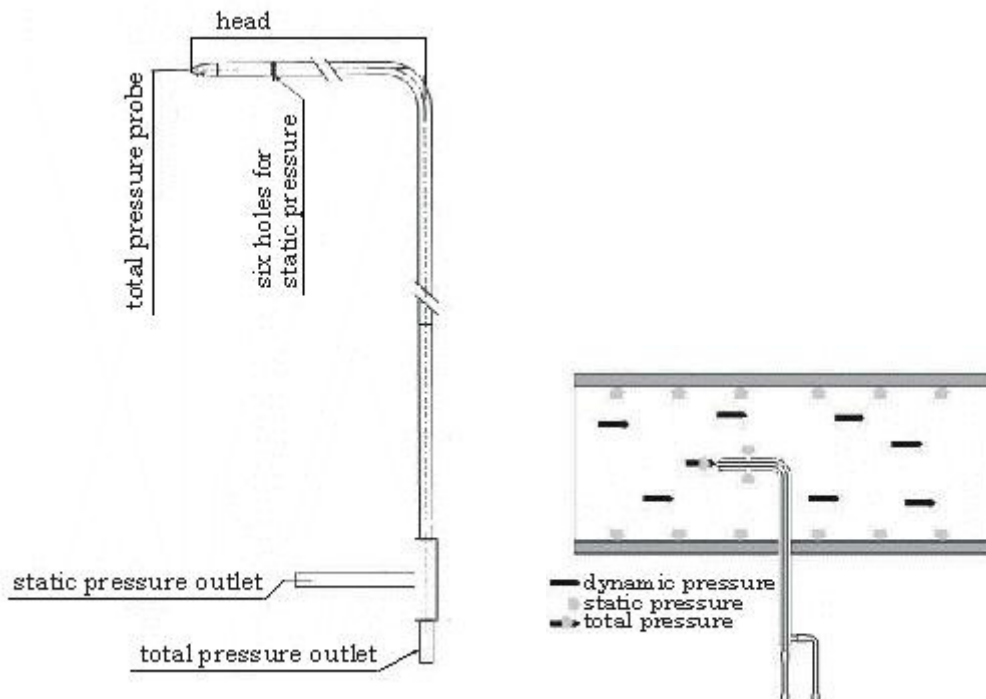 head
total pressure probe
six holes for
static pressure
static pressure outlet
total pressure outlet
dynamic pressure
static pressure
total pressure